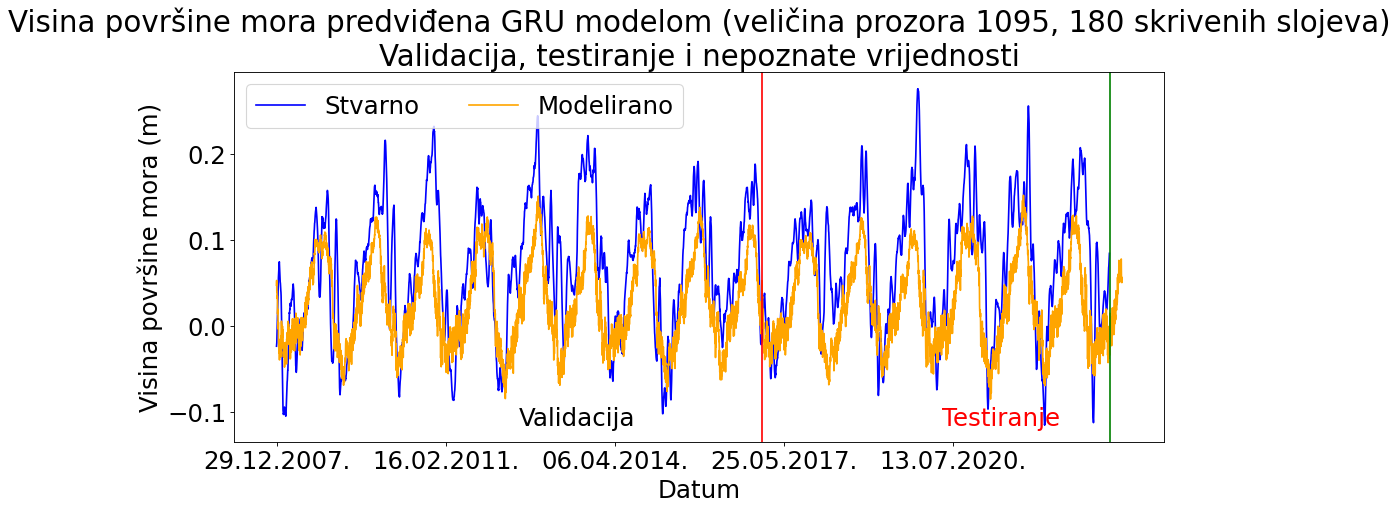 Visina površine mora predviđena GRU modelom (veličina prozora 1095, 180 skrivenih slojeva)
Validacija, testiranje i nepoznate vrijednosti
Stvarno
Modelirano
Visina površine mora (m)
0.2
0.1
0.0
−0.1
Validacija
Testiranje
29.12.2007.
16.02.2011.
06.04.2014.
25.05.2017.
13.07.2020.
Datum